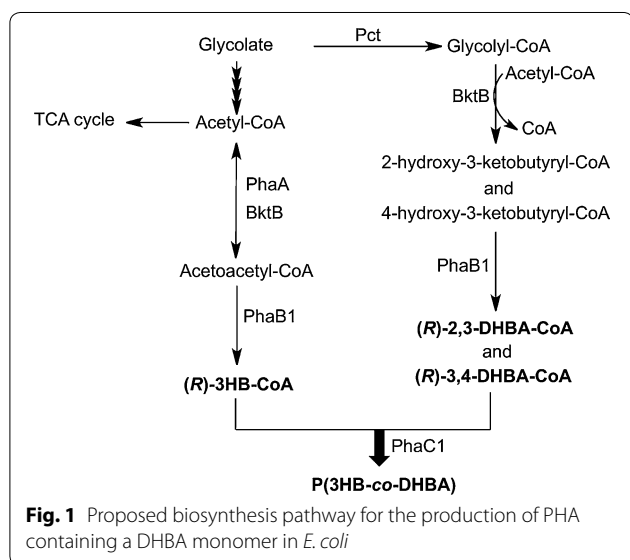 Glycolate
Pct
Glycolyl-CoA
Acetyl-CoA
BktB
CoA
TCA cycle
Acetyl-CoA
2-hydroxy-3-ketobutyryl-CoA
and
4-hydroxy-3-ketobutyryl-CoA
PhaA
BktB
Acetoacetyl-CoA
PhaB1
PhaB1
(R)-2,3-DHBA-CoA
and
(R)-3,4-DHBA-CoA
(R)-3HB-CoA
PhaC1
P(3HB-co-DHBA)
Fig. 1 Proposed biosynthesis pathway for the production of PHA
containing a DHBA monomer in E. coli